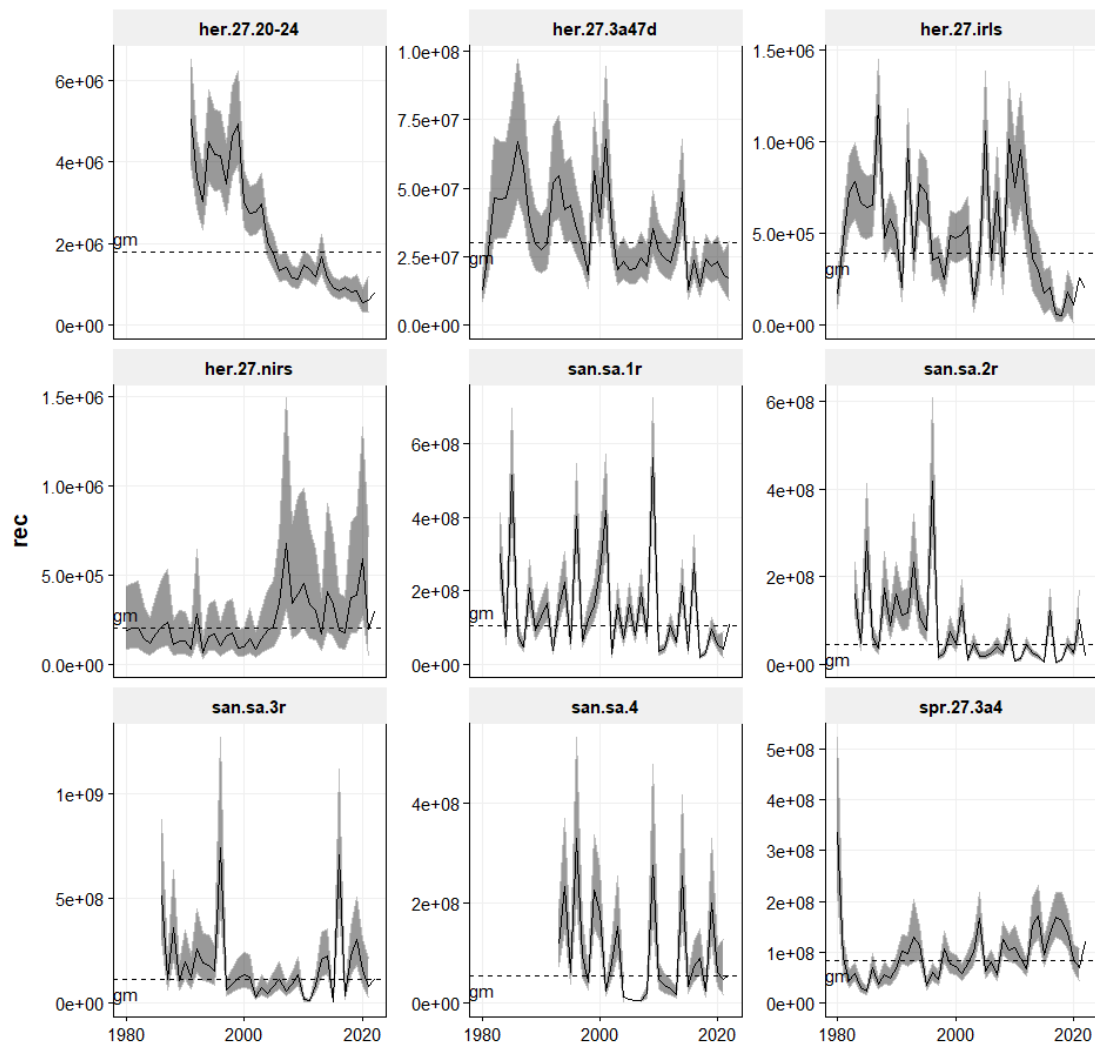 her.27.20-24
her.27.3a47d
her.27.irls
6e+06
4e+06
2e+06
0e+00
gm
1.0e+08
7.5e+07
5.0e+07
2.5e+07
0.0e+00
gm
1.5e+06
1.0e+06
5.0e+05
0.0e+00
gm
her.27.nirs
san.sa.1r
san.sa.2r
rec
1.5e+06
1.0e+06
5.0e+05
0.0e+00
gm
6e+08
4e+08
2e+08
0e+00
gm
6e+08
4e+08
2e+08
0e+00
gm
san.sa.3r
san.sa.4
spr.27.3a4
1e+09
5e+08
0e+00
gm
4e+08
2e+08
0e+00
gm
5e+08
4e+08
3e+08
2e+08
1e+08
0e+00
gm
1980 2000 2020
1980 2000 2020
1980 2000 2020